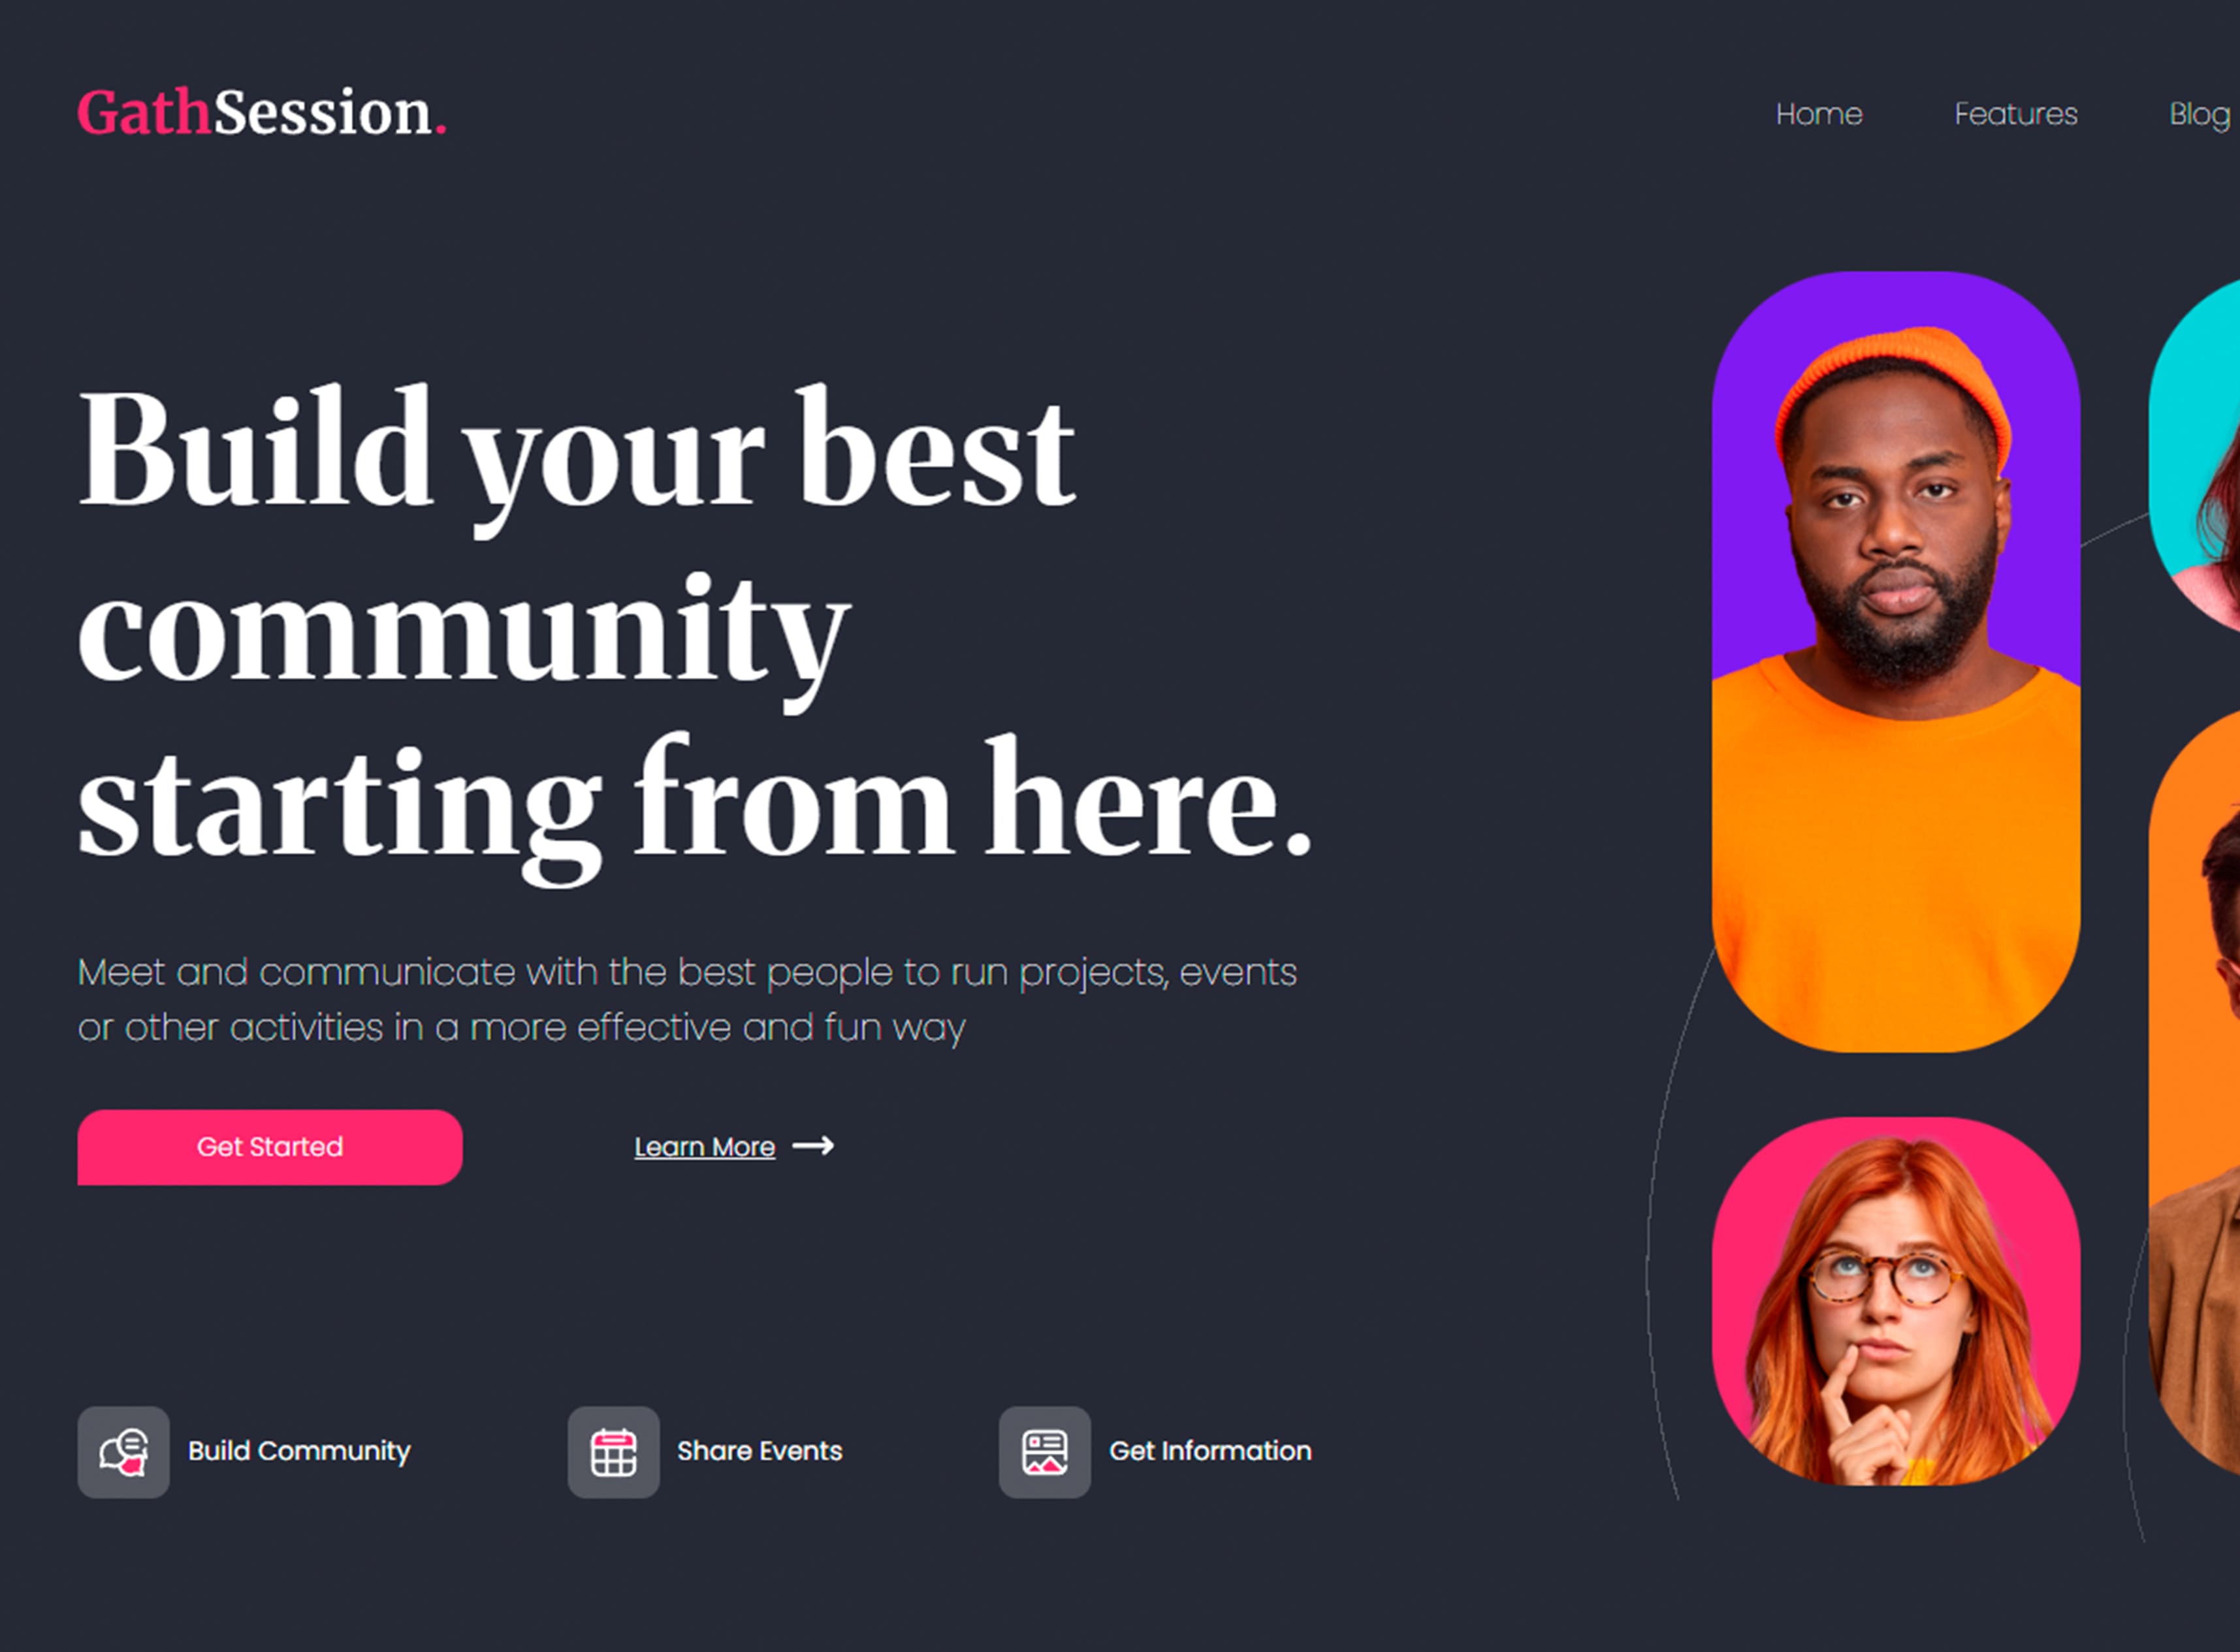 GathSession.
Home Features Blog
Build your best
community
starting from here.
Meet and communicate with the best people to run projects, events
or other activities in a more effective and fun way
Get Started Learn More
Build Community Share Events Get Information